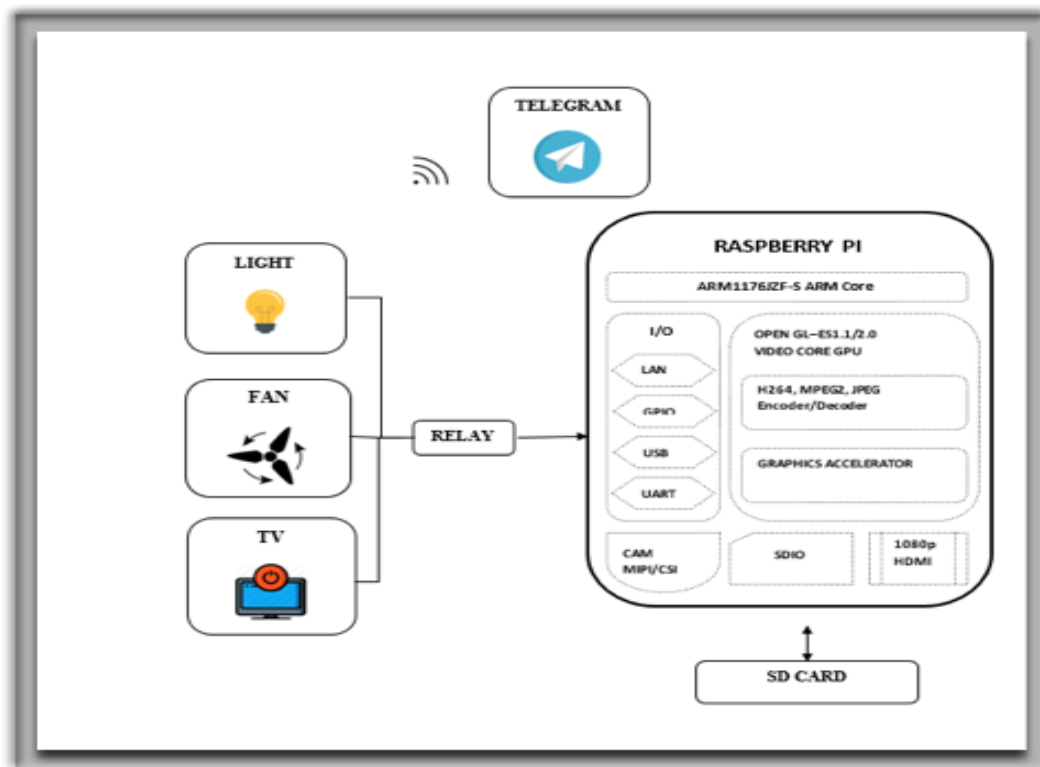 TELEGRAM
LIGHT
FAN
TV
RELAY
RASPBERRY PI
ARM1176JZF-S ARM Core
I/O
LAN
GPIO
USB
UART
OPEN GL–ES1.1/2.0
VIDEO CORE GPU
H264, MPEG2, JPEG
Encoder/Decoder
GRAPHICS ACCELERATOR
CAM
MIPI/CSI
SDIO
1080p
HDMI
SD CARD